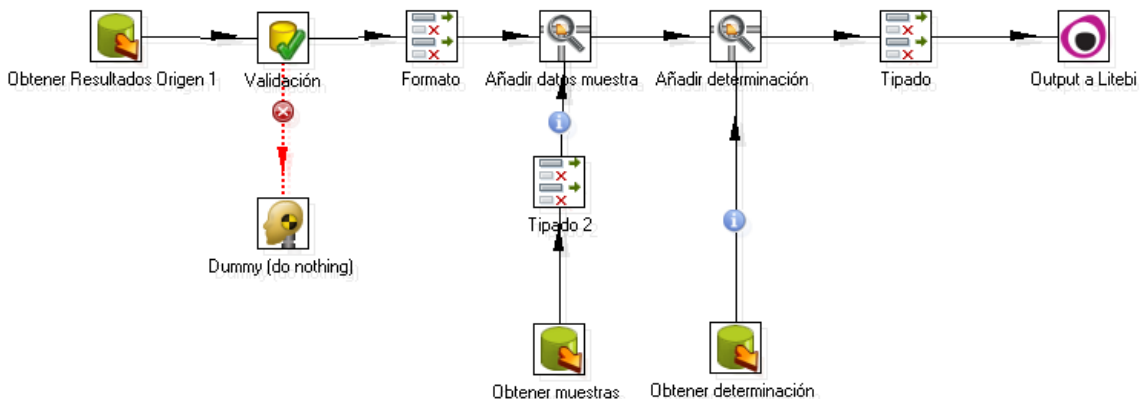 Obtener Resultados Origen 1
Validación
Formato
Añadir datos muestra
Añadir determinación
Tipado
Output a Litebi
Tipado 2
Dummy (do nothing)
Obtener muestras
Obtener determinación